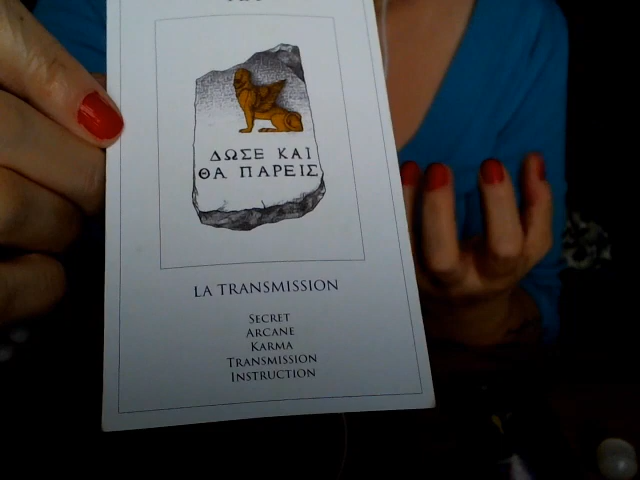 ΔΩΣΕ ΚΑΙ
ΘΑ ΠΑΡΕΙΣ
LA TRANSMISSION
SECRET
ARCANE
KARMA
TRANSMISSION
INSTRUCTION